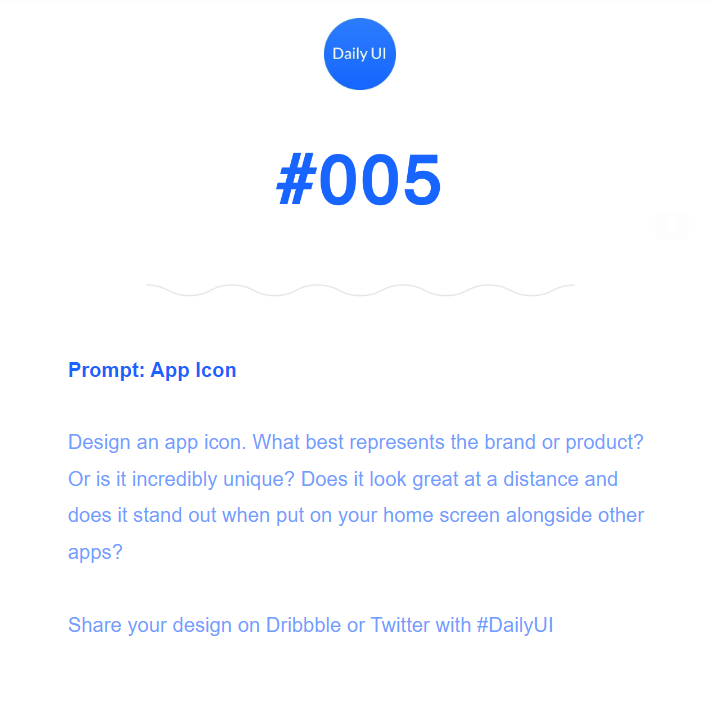 Daily UI
#005
Prompt: App Icon
Design an app icon. What best represents the brand or product?
Or is it incredibly unique? Does it look great at a distance and
does it stand out when put on your home screen alongside other
apps?
Share your design on Dribbble or Twitter with #DailyUI